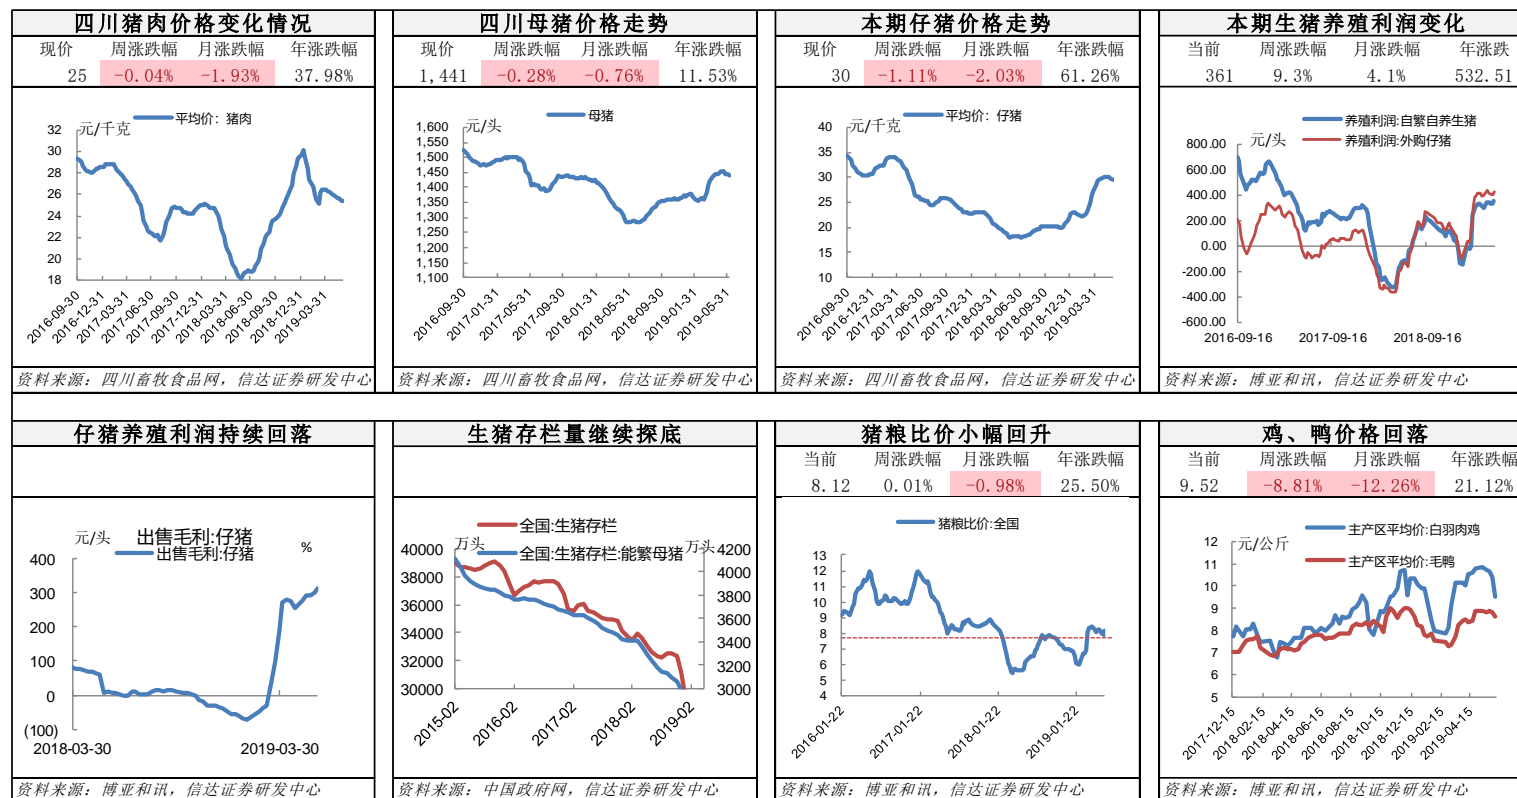 四川猪肉价格变化情况
现价 周涨跌幅 月涨跌幅 年涨跌幅
25 -0.04% -1.93% 37.98%
元/千克
平均价: 猪肉
32
30
28
26
24
22
20
18
2016-09-30
2016-12-31
2017-03-31
2017-06-30
2017-09-30
2017-12-31
2018-03-31
2018-06-30
2018-09-30
2018-12-31
2019-03-31
资料来源: 四川畜牧食品网, 信达证券研发中心
四川母猪价格走势
现价 周涨跌幅 月涨跌幅 年涨跌幅
1,441 -0.28% -0.76% 11.53%
元/头
母猪
1,600
1,550
1,500
1,450
1,400
1,350
1,300
1,250
1,200
1,150
1,100
2016-09-30
2017-01-31
2017-05-31
2017-09-30
2018-01-31
2018-05-31
2018-09-30
2019-01-31
2019-05-31
资料来源: 四川畜牧食品网, 信达证券研发中心
本期仔猪价格走势
现价 周涨跌幅 月涨跌幅 年涨跌幅
30 -1.11% -2.03% 61.26%
元/千克
平均价: 仔猪
40
35
30
25
20
15
10
2016-09-30
2016-12-31
2017-03-31
2017-06-30
2017-09-30
2017-12-31
2018-03-31
2018-06-30
2018-09-30
2018-12-31
2019-03-31
资料来源: 四川畜牧食品网, 信达证券研发中心
本期生猪养殖利润变化
当前 周涨跌幅 月涨跌幅 年涨跌
361 9.3% 4.1% 532.51
元/头
养殖利润:自繁自养生猪
养殖利润:外购仔猪
800.00
600.00
400.00
200.00
0.00
-200.00
-400.00
-600.00
2016-09-16 2017-09-16 2018-09-16
资料来源: 博亚和讯, 信达证券研发中心
仔猪养殖利润持续回落
出售毛利:仔猪
元/头
出售毛利:仔猪
%
400
300
200
100
0
(100)
2018-03-30 2019-03-30
资料来源: 博亚和讯, 信达证券研发中心
生猪存栏量继续探底
全国:生猪存栏
全国:生猪存栏:能繁母猪
万头
万头
40000
38000
36000
34000
32000
30000
4200
4000
3800
3600
3400
3200
3000
2015-02
2016-02
2017-02
2018-02
2019-02
资料来源: 中国政府网, 信达证券研发中心
猪粮比价小幅回升
当前 周涨跌幅 月涨跌幅 年涨跌幅
8.12 0.01% -0.98% 25.50%
猪粮比价:全国
13
12
11
10
9
8
7
6
5
4
2016-01-22
2017-01-22
2018-01-22
2019-01-22
资料来源: 博亚和讯, 信达证券研发中心
鸡、鸭价格回落
当前 周涨跌幅 月涨跌幅 年涨跌幅
9.52 -8.81% -12.26% 21.12%
元/公斤
主产区平均价:白羽肉鸡
主产区平均价:毛鸭
12
11
10
9
8
7
6
5
2017-12-15
2018-02-15
2018-04-15
2018-06-15
2018-08-15
2018-10-15
2018-12-15
2019-02-15
2019-04-15
资料来源: 博亚和讯, 信达证券研发中心